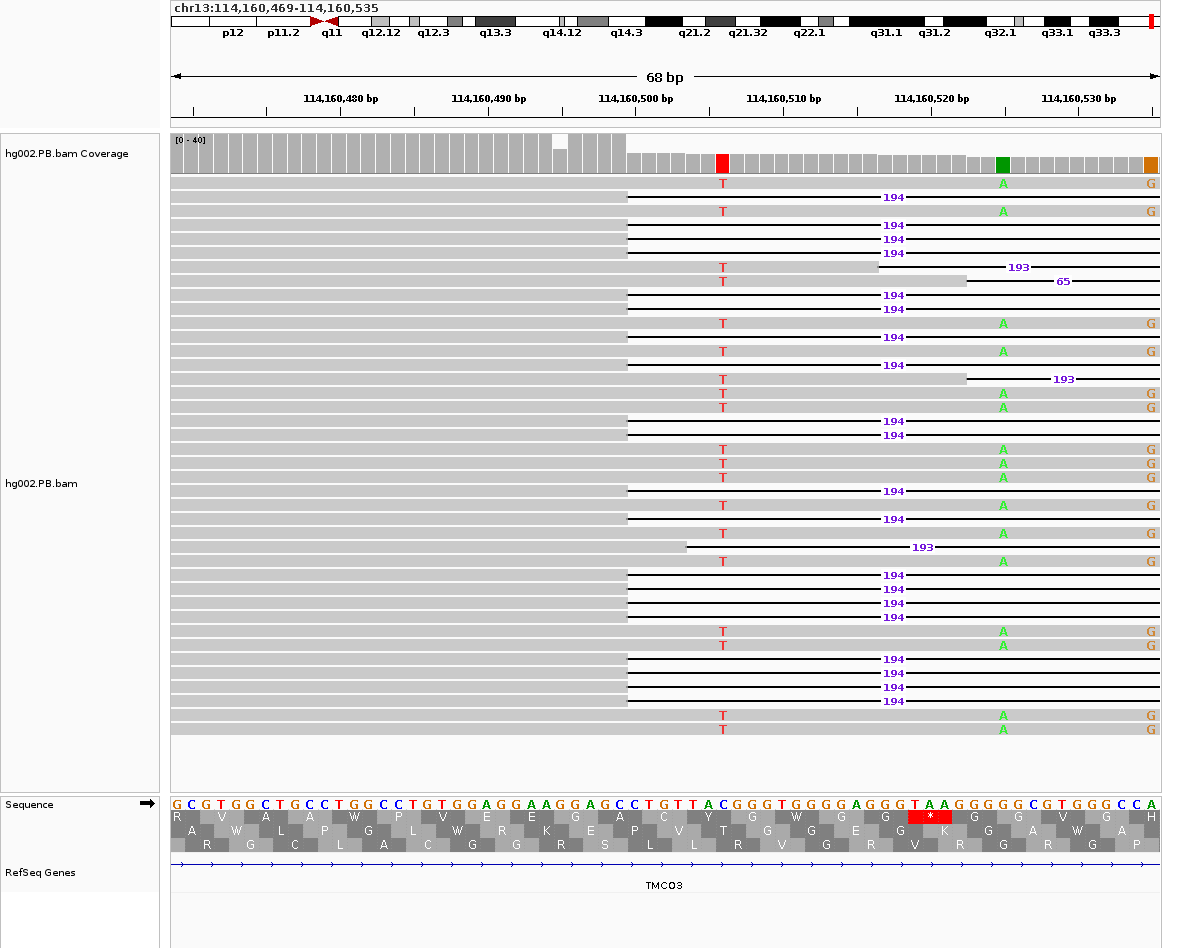 chr13:114,160,469-114,160,535
p12 p11.2 q11 q12.12 q12.3 q13.3 q14.12 q14.3 q21.2 q21.32 q22.1 q31.1 q31.2 q32.1 q33.1 q33.3
68 bp
114,160,480 bp 114,160,490 bp 114,160,500 bp 114,160,510 bp 114,160,520 bp 114,160,530 bp
[0 - 40]
hg002.PB.bam Coverage
T A G
194
T A G
194
194
194
T 193
T 65
194
194
T A G
194
T A G
194
T 193
T A G
T A G
194
194
T A G
T A G
hg002.PB.bam
T A G
194
T A G
194
T A G
193
T A G
194
194
194
194
T A G
T A G
194
194
194
194
T A G
T A G
Sequence G C G T G G C T G C C T G G C C T G T G G A G G A A G G A G C C T G T T A C G G G T G G G G A G G G T A A G G G G G C G T G G G C C A
R V A A W P V E E G A C Y G W G G * G G V G H
A W L P G L W R K E P V T G G E G K G A W A
R G C L A C G G R S L L R V G R V R G R G P
RefSeq Genes
TMCO3